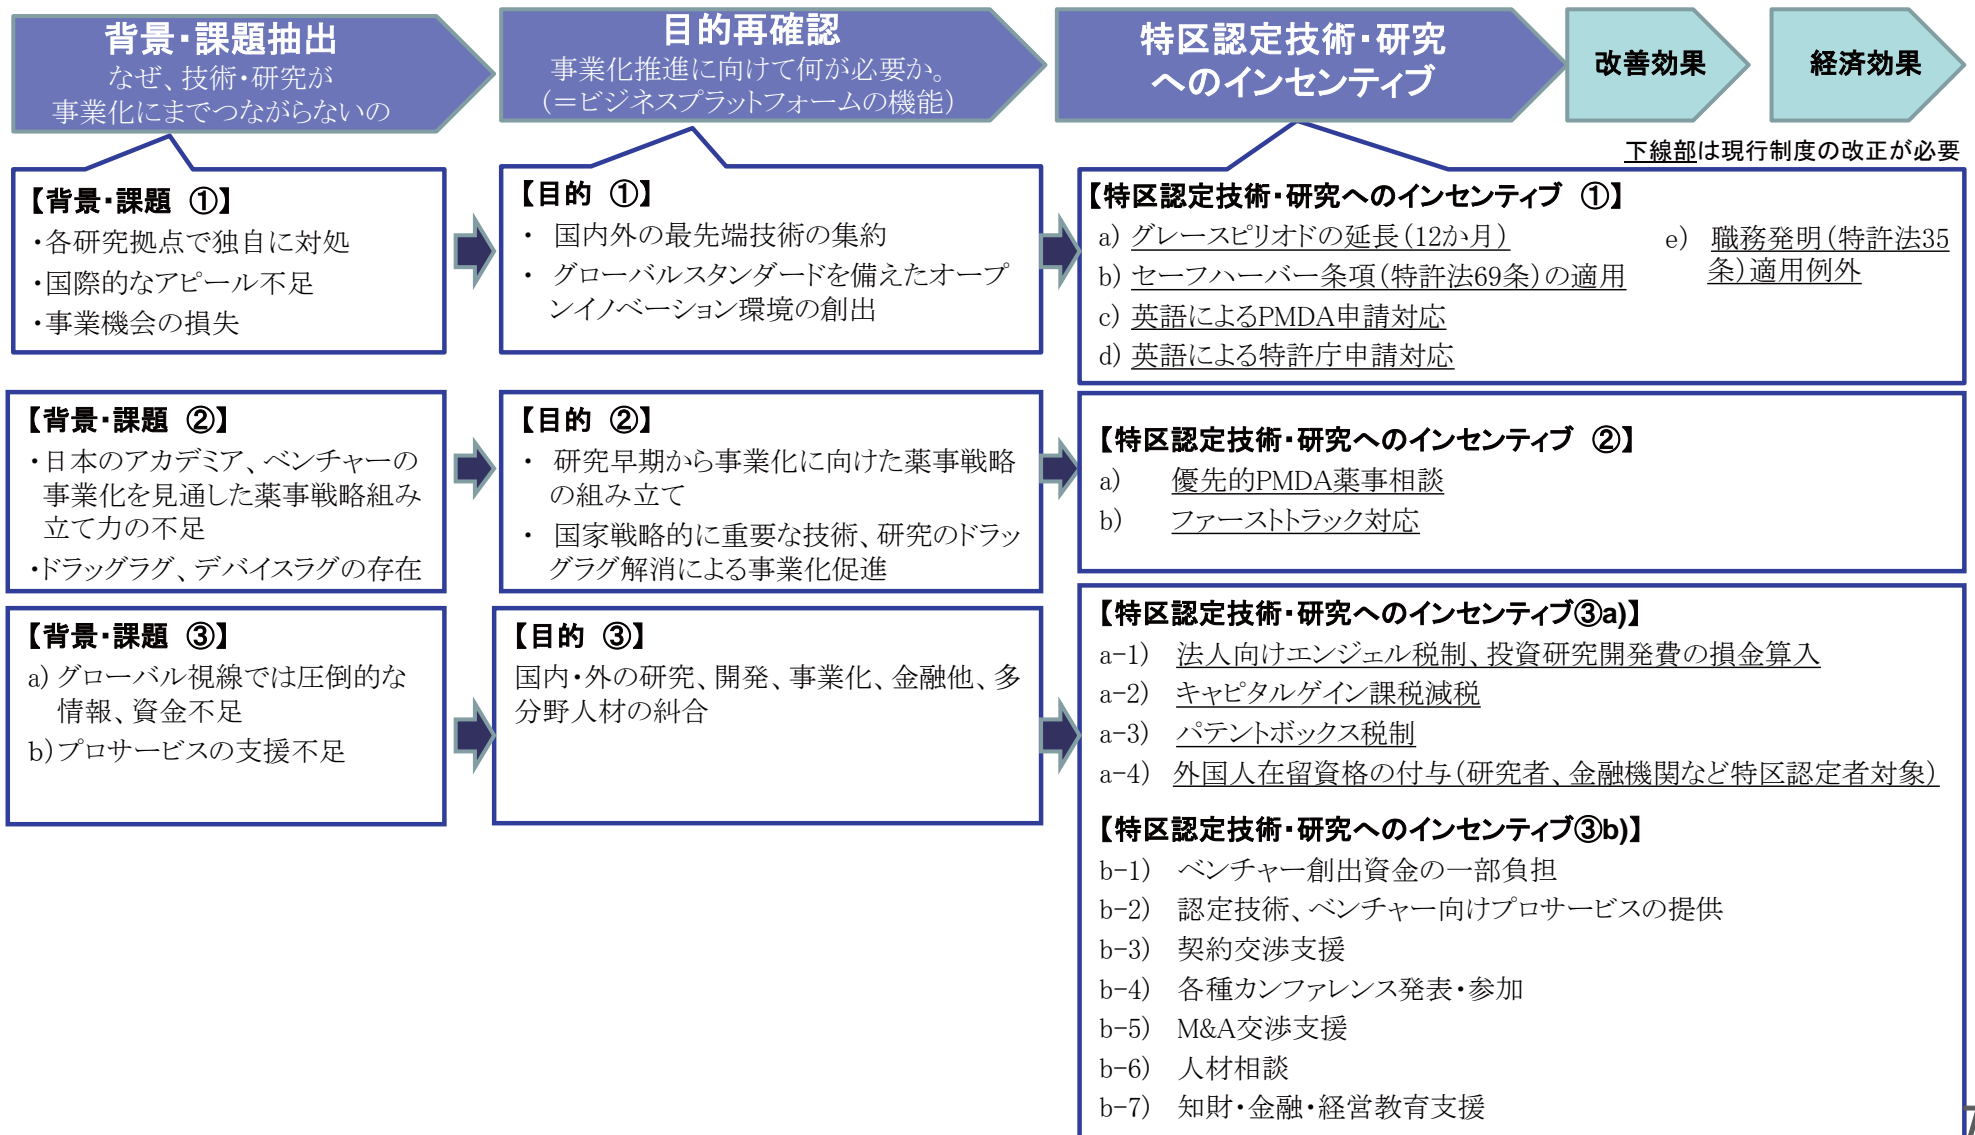 背景・課題抽出
なぜ、技術・研究が
事業化にまでつながらないの
目的再確認
事業化推進に向けて何が必要か。
(＝ビジネスプラットフォームの機能)
特区認定技術・研究
へのインセンティブ
改善効果
経済効果
下線部は現行制度の改正が必要
【背景・課題 ①】
・各研究拠点で独自に対処
・国際的なアピール不足
・事業機会の損失
【目的 ①】
・ 国内外の最先端技術の集約
・ グローバルスタンダードを備えたオープ
ンイノベーション環境の創出
【特区認定技術・研究へのインセンティブ ①】
a) グレースピリオドの延長(12か月)
b) セーフハーバー条項(特許法69条)の適用
c) 英語によるPMDA申請対応
d) 英語による特許庁申請対応
e) 職務発明(特許法35
条)適用例外
【背景・課題 ②】
・日本のアカデミア、ベンチャーの
事業化を見通した薬事戦略組み
立て力の不足
・ドラッグラグ、デバイスラグの存在
【目的 ②】
・ 研究早期から事業化に向けた薬事戦略
の組み立て
・ 国家戦略的に重要な技術、研究のドラッ
グラグ解消による事業化促進
【特区認定技術・研究へのインセンティブ ②】
a) 優先的PMDA薬事相談
b) ファーストトラック対応
【背景・課題 ③】
a) グローバル視線では圧倒的な
情報、資金不足
b)プロサービスの支援不足
【目的 ③】
国内・外の研究、開発、事業化、金融他、多
分野人材の糾合
【特区認定技術・研究へのインセンティブ③a)】
a-1) 法人向けエンジェル税制、投資研究開発費の損金算入
a-2) キャピタルゲイン課税減税
a-3) パテントボックス税制
a-4) 外国人在留資格の付与(研究者、金融機関など特区認定者対象)
【特区認定技術・研究へのインセンティブ③b)】
b-1) ベンチャー創出資金の一部負担
b-2) 認定技術、ベンチャー向けプロサービスの提供
b-3) 契約交渉支援
b-4) 各種カンファレンス発表・参加
b-5) M&A交渉支援
b-6) 人材相談
b-7) 知財・金融・経営教育支援